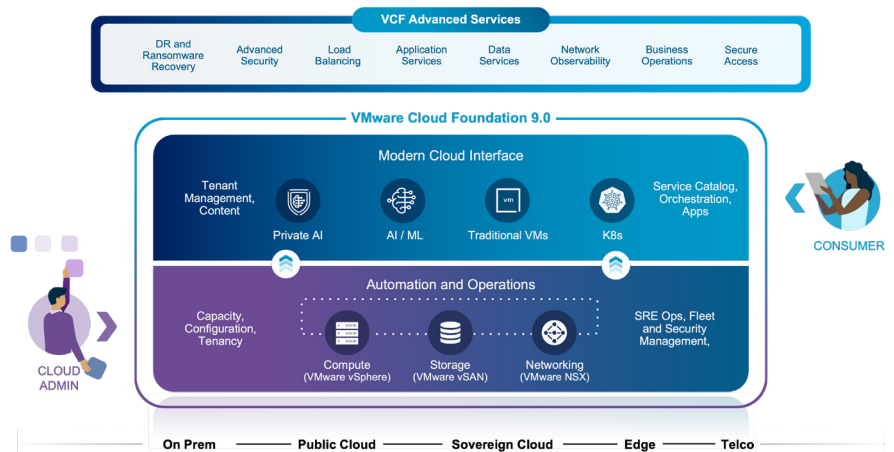 VCF Advanced Services
DR and
Ransomware
Recovery
Advanced
Security
Load
Balancing
Application
Services
Data
Services
Network
Observability
Business
Operations
Secure
Access
VMware Cloud Foundation 9.0
Modern Cloud Interface
Tenant
Management,
Content
vm
Private AI
AI / ML
Traditional VMs
K8s
Service Catalog,
Orchestration,
Apps
CONSUMER
Automation and Operations
Capacity,
Configuration,
Tenancy
Compute
(VMware vSphere)
Storage
(VMware vSAN)
Networking
(VMware NSX)
SRE Ops, Fleet
and Security
Management,
CLOUD
ADMIN
On Prem
Public Cloud
Sovereign Cloud
Edge
Telco